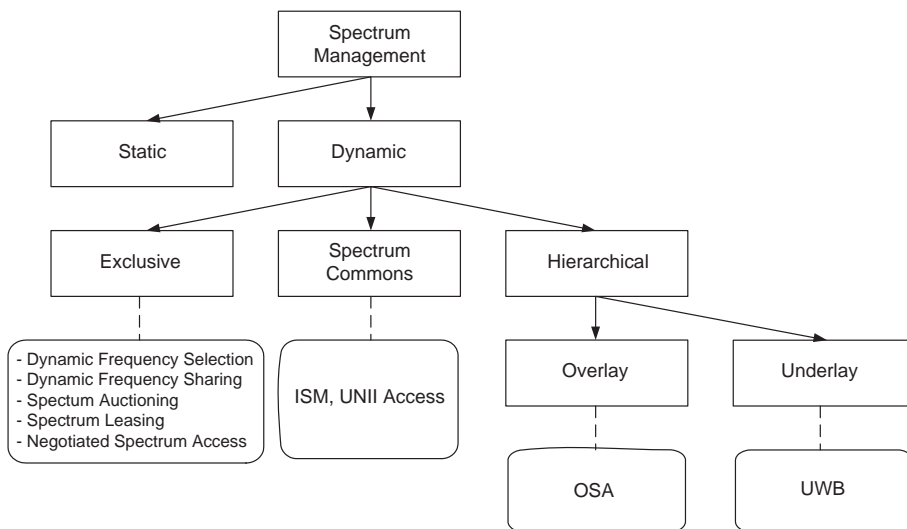 Spectrum
Management
Static
Dynamic
Exclusive
Spectrum
Commons
Hierarchical
- Dynamic Frequency Selection
- Dynamic Frequency Sharing
- Spectum Auctioning
- Spectrum Leasing
- Negotiated Spectrum Access
ISM, UNII Access
Overlay
Underlay
OSA
UWB